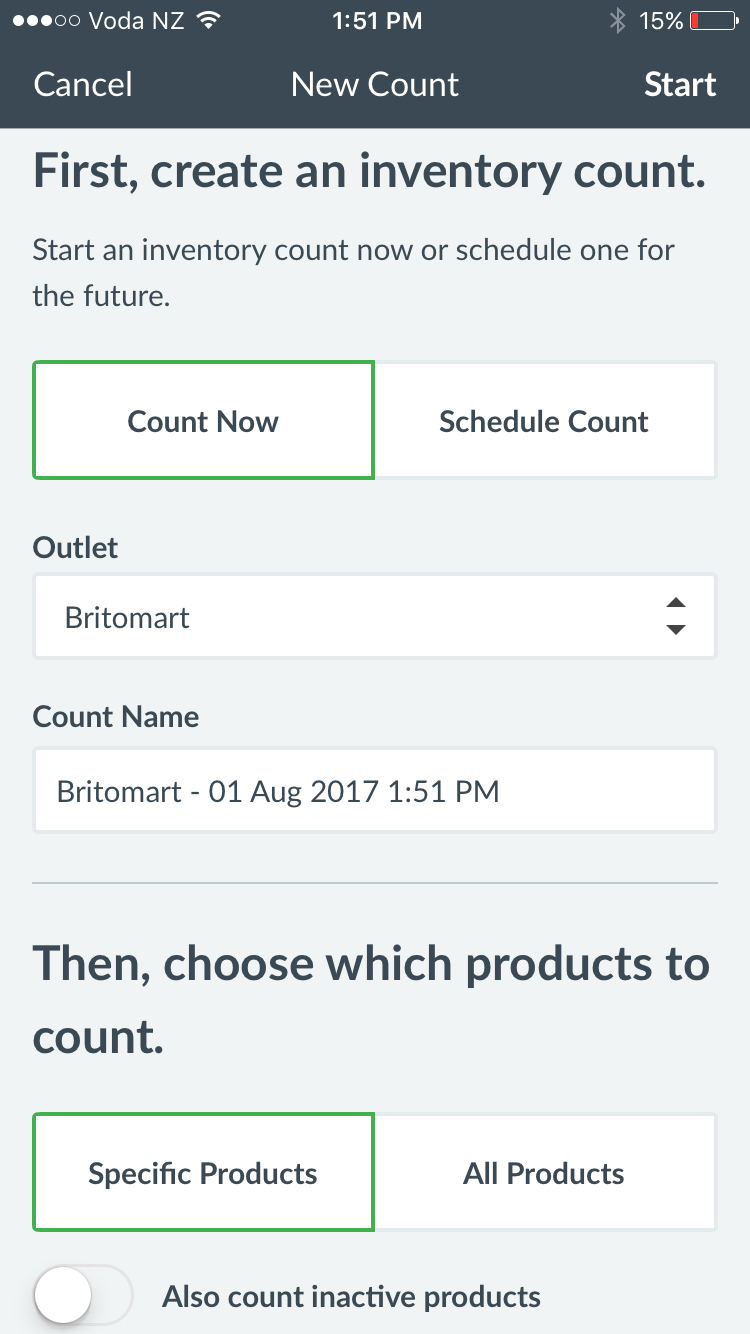 Voda NZ 1:51 PM 15%
Cancel New Count Start
First, create an inventory count.
Start an inventory count now or schedule one for
the future.
Count Now Schedule Count
Outlet
Britomart
Count Name
Britomart - 01 Aug 2017 1:51 PM
Then, choose which products to
count.
Specific Products All Products
Also count inactive products